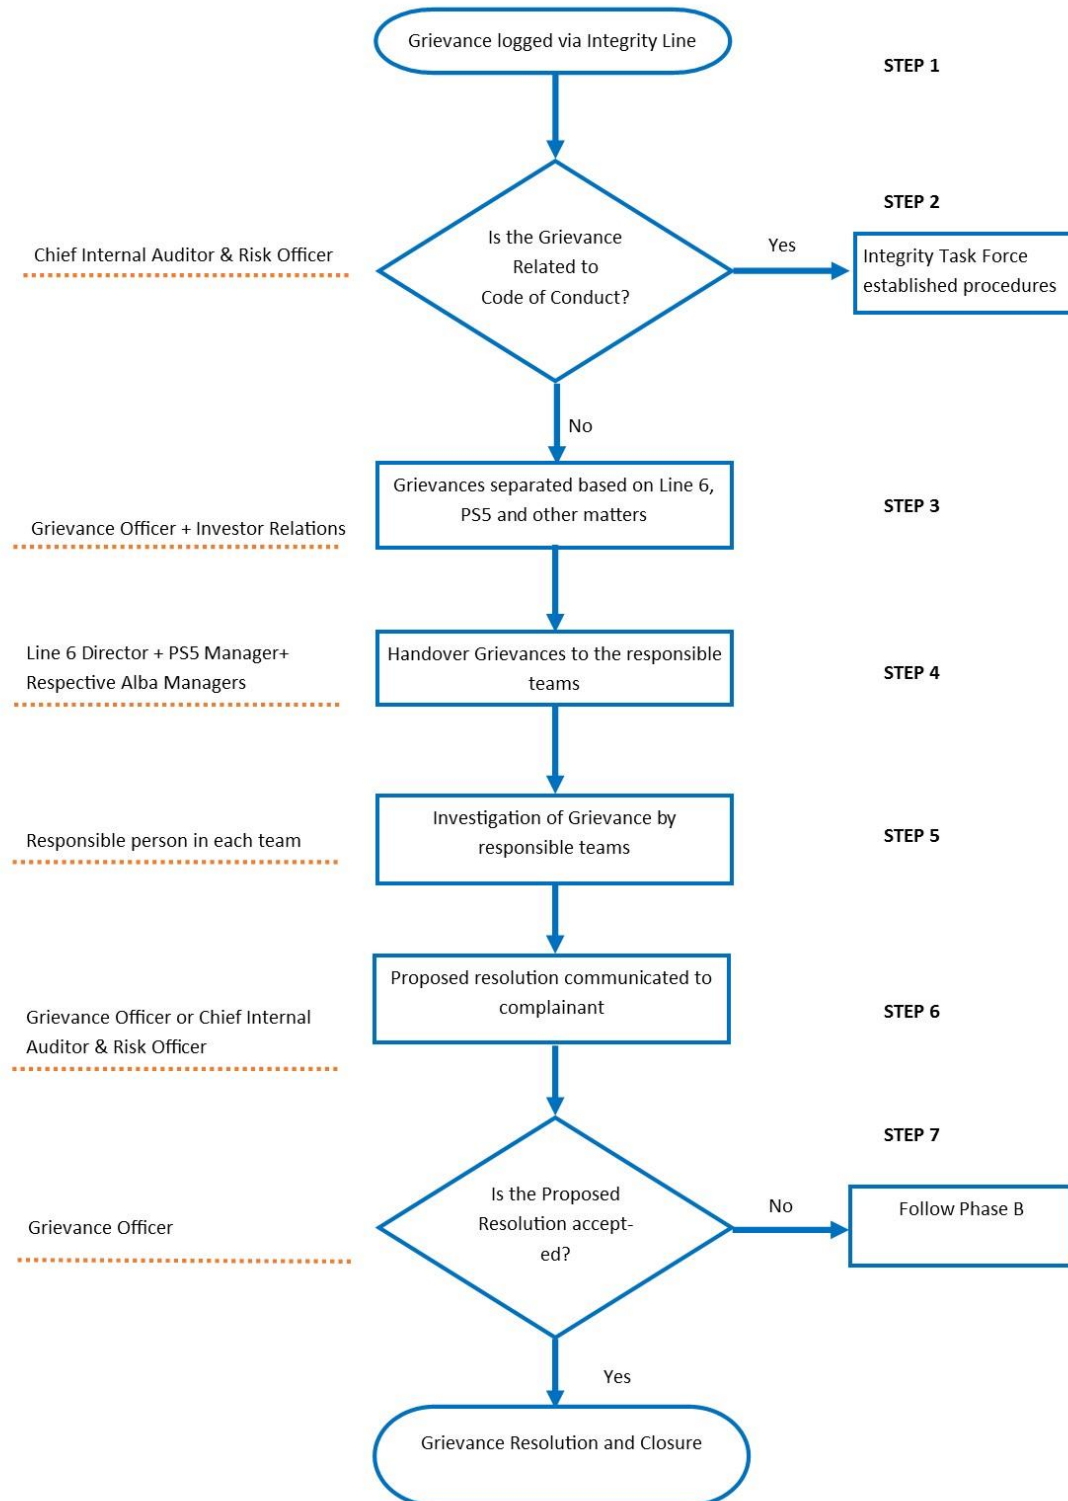 Grievance logged via Integrity Line
STEP 1
STEP 2
Chief Internal Auditor & Risk Officer
Is the Grievance
Related to
Code of Conduct?
Yes
Integrity Task Force
established procedures
No
Grievances separated based on Line 6,
PS5 and other matters
STEP 3
Grievance Officer + Investor Relations
Line 6 Director + PS5 Manager+
Respective Alba Managers
Handover Grievances to the responsible
teams
STEP 4
Responsible person in each team
Investigation of Grievance by
responsible teams
STEP 5
Grievance Officer or Chief Internal
Auditor & Risk Officer
Proposed resolution communicated to
complainant
STEP 6
STEP 7
Grievance Officer
Is the Proposed
Resolution accept-
ed?
No
Follow Phase B
Yes
Grievance Resolution and Closure